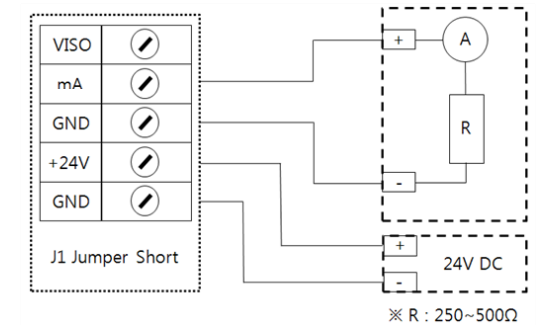 VISO
mA
GND
+24V
GND
J1 Jumper Short
+
A
R
-
+
24V DC
-
※ R : 250~500Ω